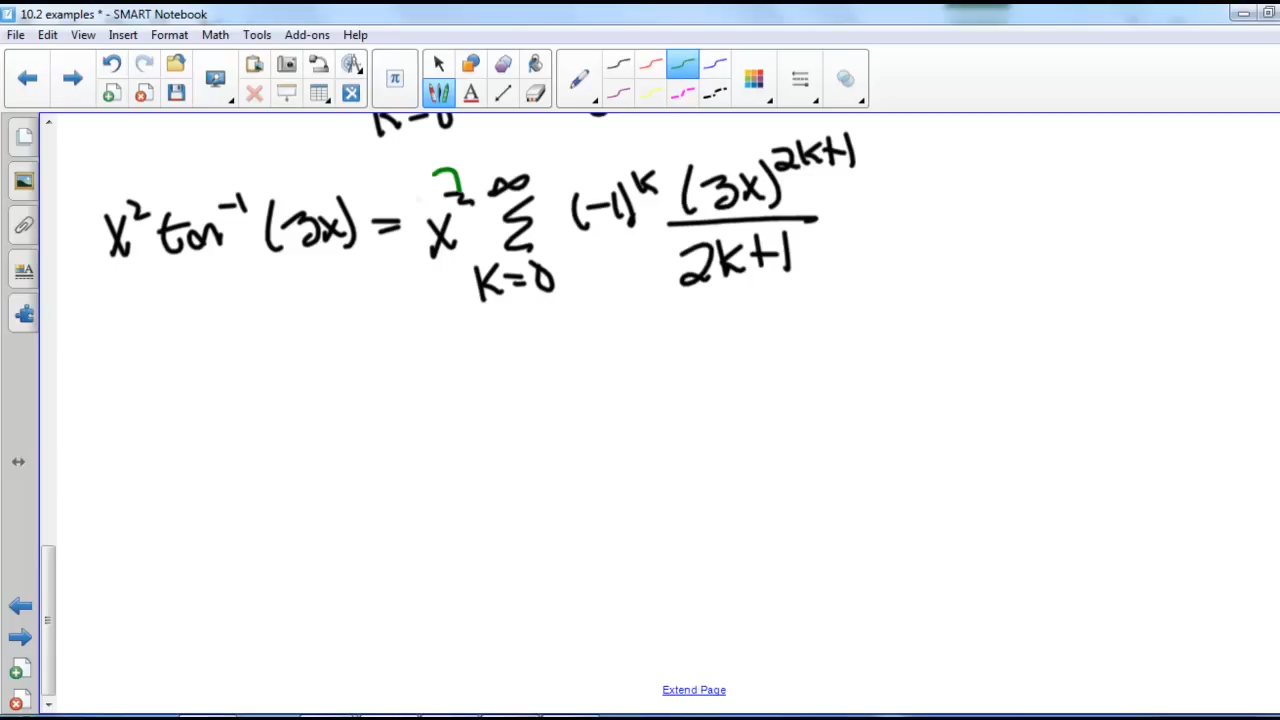 10.2 examples * - SMART Notebook
File Edit View Insert Format Math Tools Add-ons Help
π
A
K=0
x² tan⁻¹ (3x) = x² ∞ Σ K=0 (-1)^k (3x)^2k+1
2k+1
Extend Page